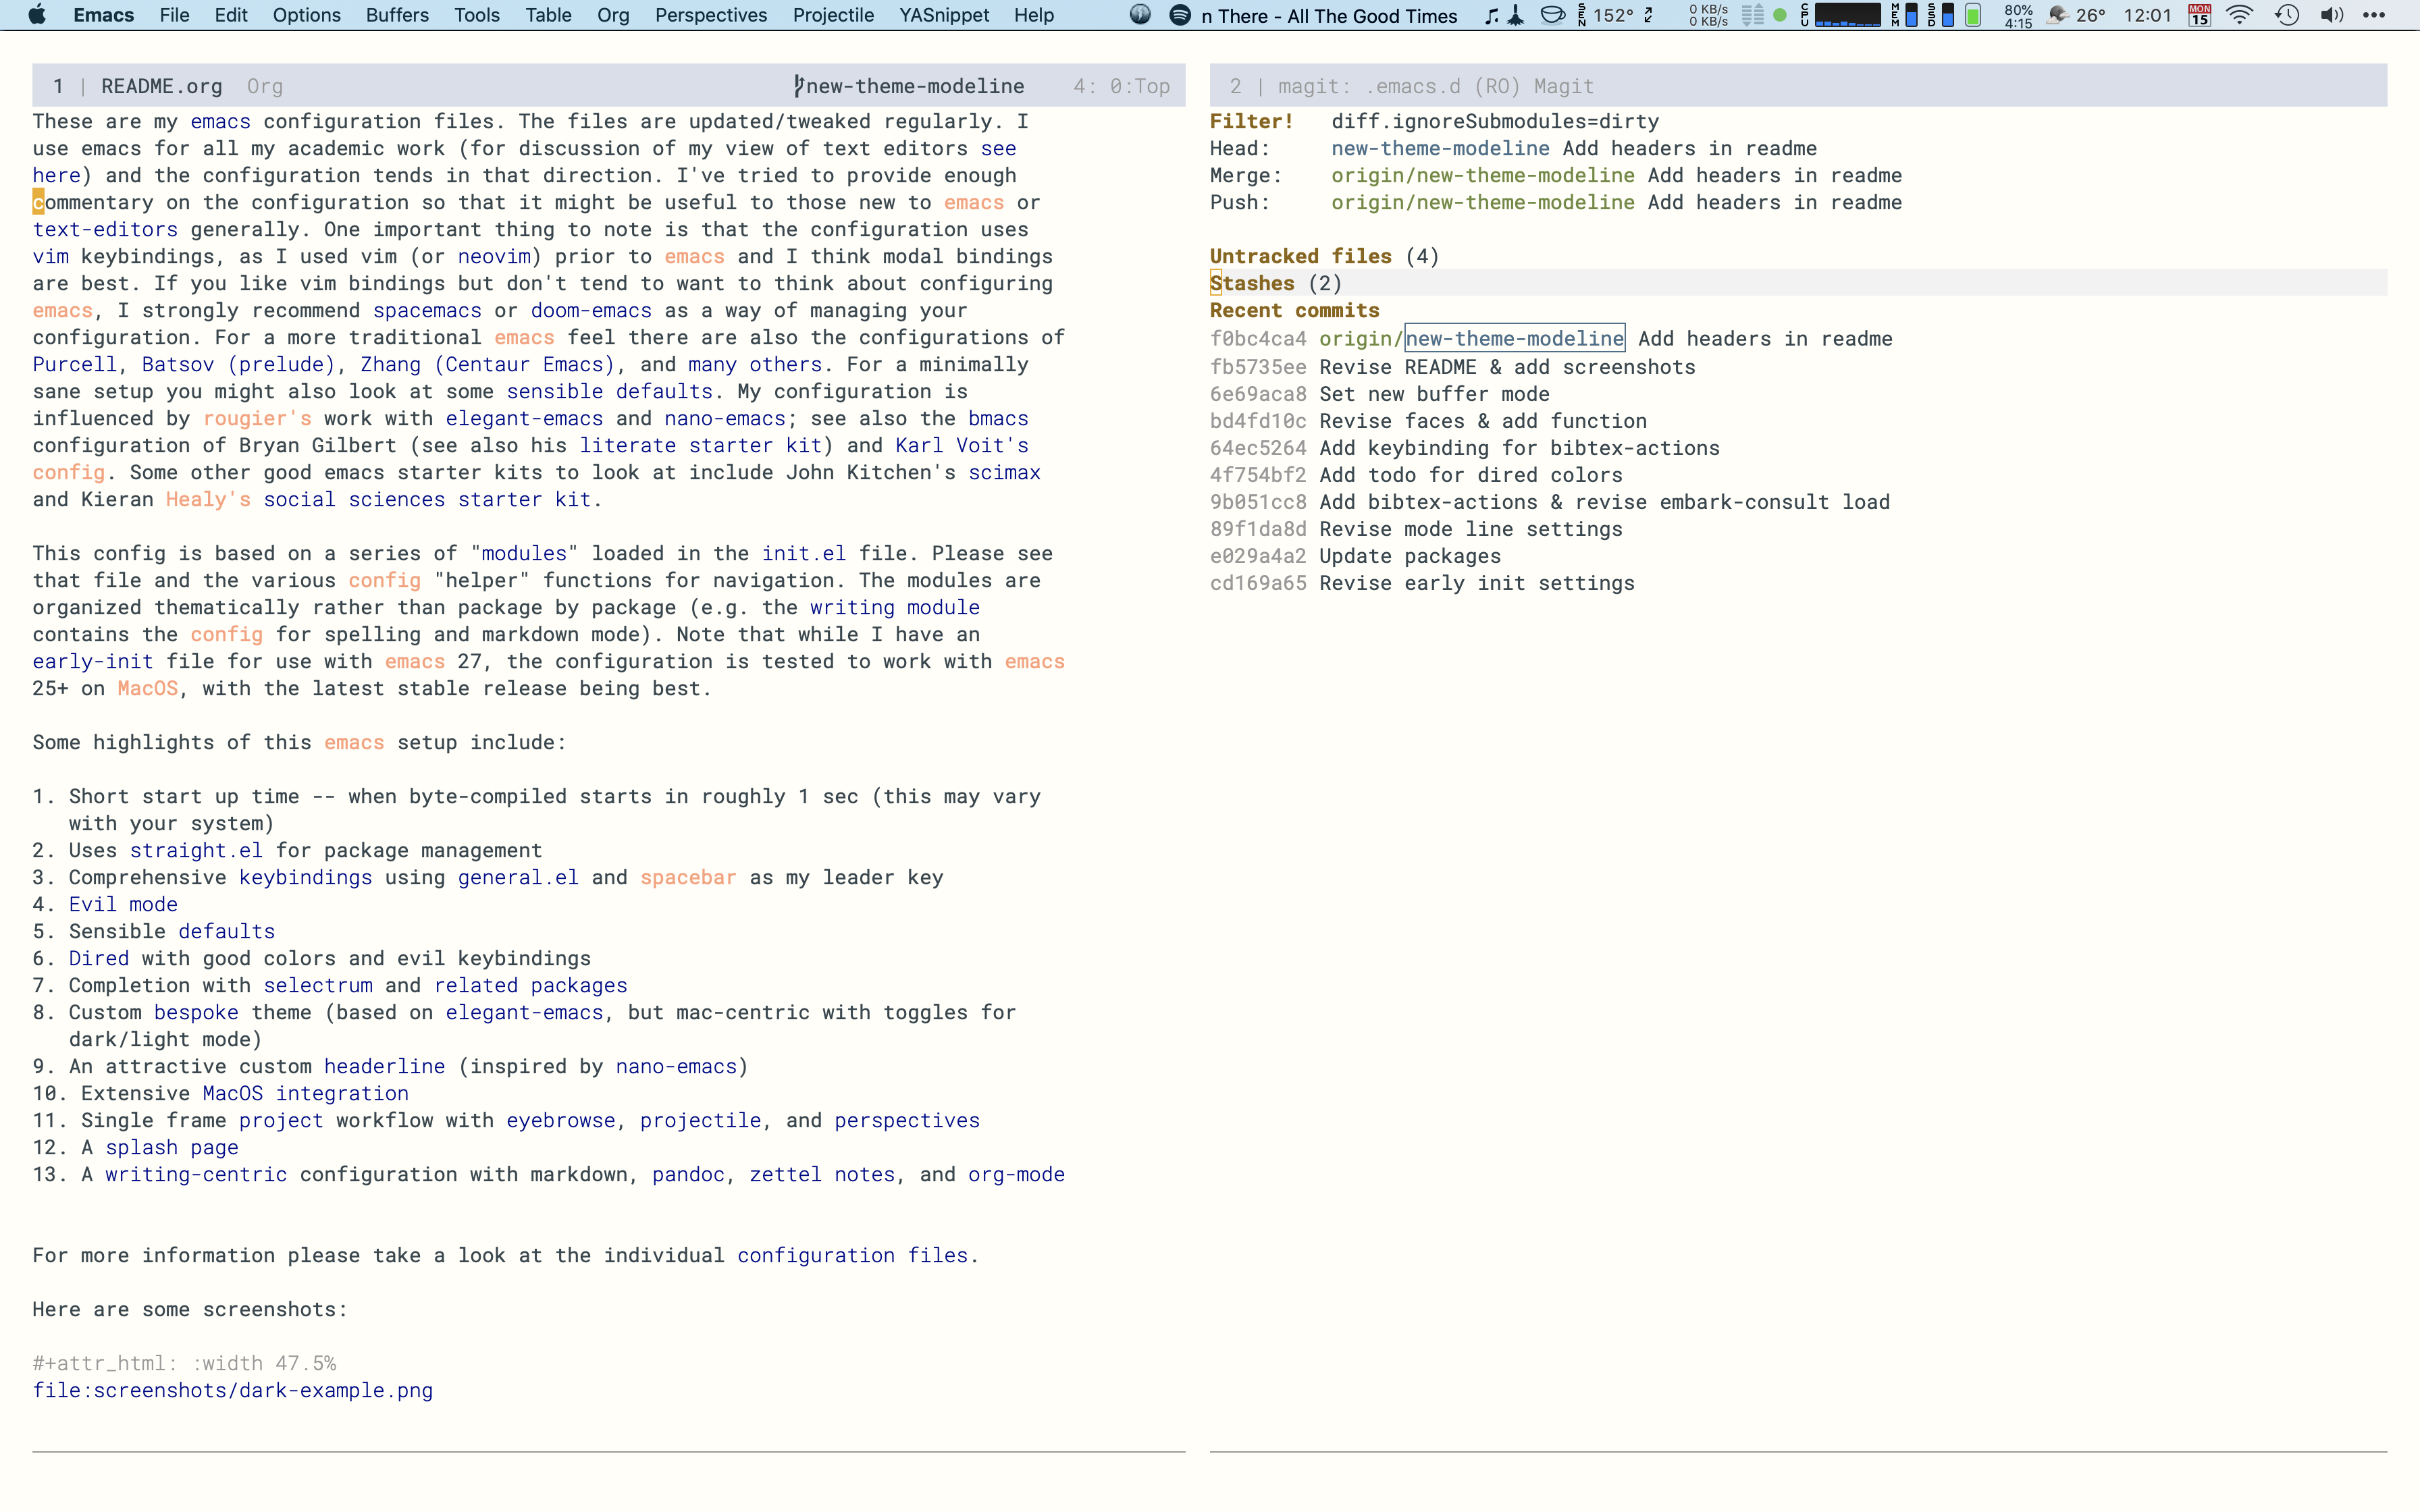 Emacs File Edit Options Buffers Tools Table Org Perspectives Projectile YASnippet Help n There - All The Good Times SEN 152° 0 KB/s 0 KB/s CPU MEM SSD 80% 4:15 26° 12:01 MON 15
1 | README.org Org new-theme-modeline 4: 0:Top
These are my emacs configuration files. The files are updated/tweaked regularly. I
use emacs for all my academic work (for discussion of my view of text editors see
here) and the configuration tends in that direction. I've tried to provide enough
commentary on the configuration so that it might be useful to those new to emacs or
text-editors generally. One important thing to note is that the configuration uses
vim keybindings, as I used vim (or neovim) prior to emacs and I think modal bindings
are best. If you like vim bindings but don't tend to want to think about configuring
emacs, I strongly recommend spacemacs or doom-emacs as a way of managing your
configuration. For a more traditional emacs feel there are also the configurations of
Purcell, Batsov (prelude), Zhang (Centaur Emacs), and many others. For a minimally
sane setup you might also look at some sensible defaults. My configuration is
influenced by rougier's work with elegant-emacs and nano-emacs; see also the bmacs
configuration of Bryan Gilbert (see also his literate starter kit) and Karl Voit's
config. Some other good emacs starter kits to look at include John Kitchen's scimax
and Kieran Healy's social sciences starter kit.
This config is based on a series of "modules" loaded in the init.el file. Please see
that file and the various config "helper" functions for navigation. The modules are
organized thematically rather than package by package (e.g. the writing module
contains the config for spelling and markdown mode). Note that while I have an
early-init file for use with emacs 27, the configuration is tested to work with emacs
25+ on MacOS, with the latest stable release being best.
Some highlights of this emacs setup include:
1. Short start up time -- when byte-compiled starts in roughly 1 sec (this may vary
with your system)
2. Uses straight.el for package management
3. Comprehensive keybindings using general.el and spacebar as my leader key
4. Evil mode
5. Sensible defaults
6. Dired with good colors and evil keybindings
7. Completion with selectrum and related packages
8. Custom bespoke theme (based on elegant-emacs, but mac-centric with toggles for
dark/light mode)
9. An attractive custom headerline (inspired by nano-emacs)
10. Extensive MacOS integration
11. Single frame project workflow with eyebrowse, projectile, and perspectives
12. A splash page
13. A writing-centric configuration with markdown, pandoc, zettel notes, and org-mode
For more information please take a look at the individual configuration files.
Here are some screenshots:
#+attr_html: :width 47.5%
file:screenshots/dark-example.png
2 | magit: .emacs.d (RO) Magit
Filter! diff.ignoreSubmodules=dirty
Head: new-theme-modeline Add headers in readme
Merge: origin/new-theme-modeline Add headers in readme
Push: origin/new-theme-modeline Add headers in readme
Untracked files (4)
Stashes (2)
Recent commits
f0bc4ca4 origin/new-theme-modeline Add headers in readme
fb5735ee Revise README & add screenshots
6e69aca8 Set new buffer mode
bd4fd10c Revise faces & add function
64ec5264 Add keybinding for bibtex-actions
4f754bf2 Add todo for dired colors
9b051cc8 Add bibtex-actions & revise embark-consult load
89f1da8d Revise mode line settings
e029a4a2 Update packages
cd169a65 Revise early init settings